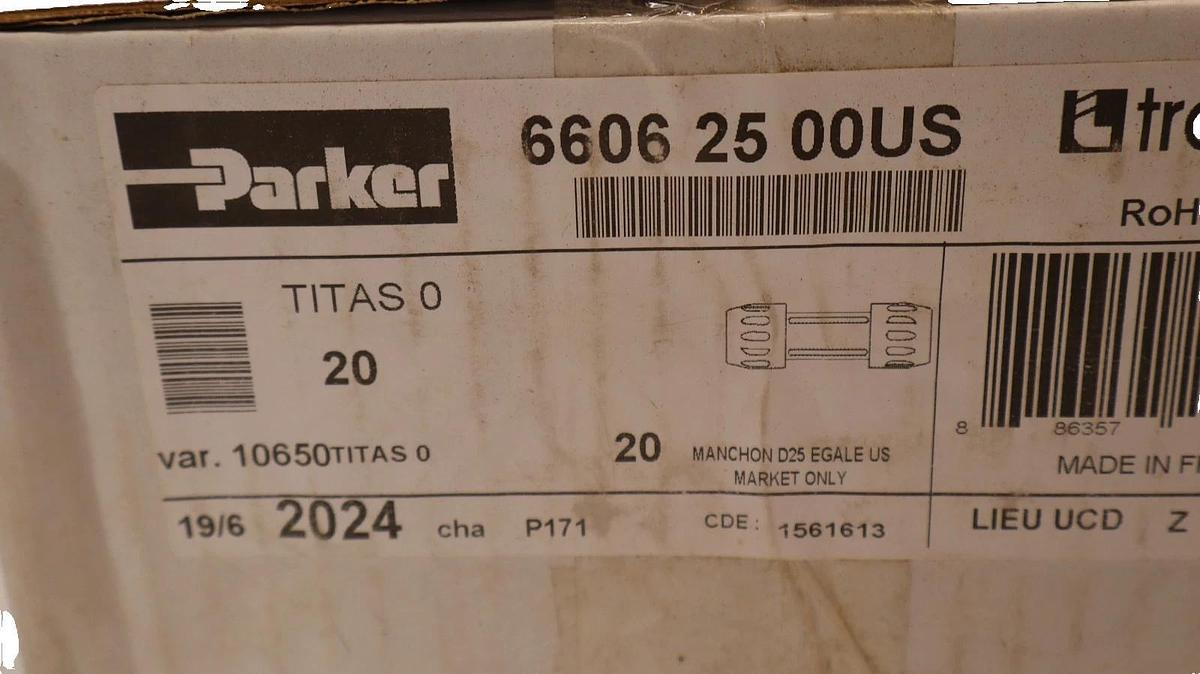 Parker
6606 25 00US
RoH
TITAS 0
20
var. 10650TITAS 0
20
MANCHON D25 EGALE US
MARKET ONLY
8 86357
MADE IN F
19/6 2024 cha P171
CDE : 1561613
LIEU UCD Z